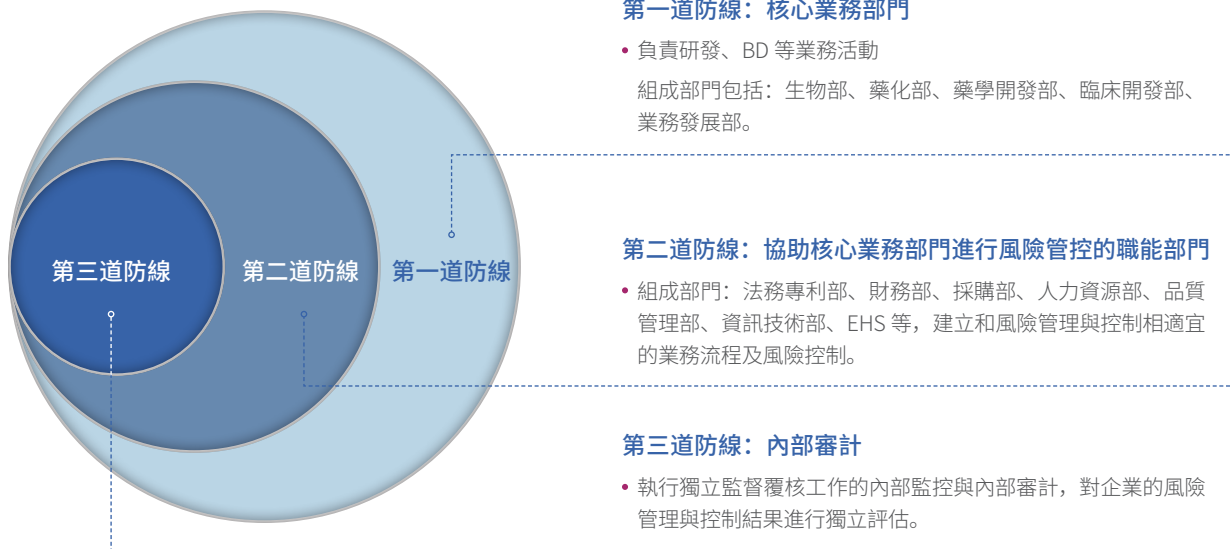 第一道防線：核心業務部門
• 負責研發、BD 等業務活動
組成部門包括：生物部、藥化部、藥學開發部、臨床開發部、
業務發展部。
第三道防線
第二道防線
第一道防線
第二道防線：協助核心業務部門進行風險管控的職能部門
• 組成部門：法務專利部、財務部、採購部、人力資源部、品質
管理部、資訊技術部、EHS 等，建立和風險管理與控制相適宜
的業務流程及風險控制。
第三道防線：內部審計
• 執行獨立監督覆核工作的內部監控與內部審計，對企業的風險
管理與控制結果進行獨立評估。